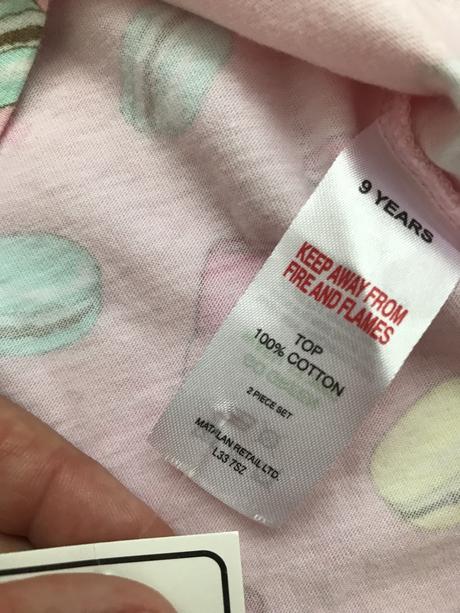 9 YEARS
KEEP AWAY FROM
FIRE AND FLAMES
TOP
100% COTTON
2 PIECE SET
MATALAN RETAIL LTD.
L33 7SZ